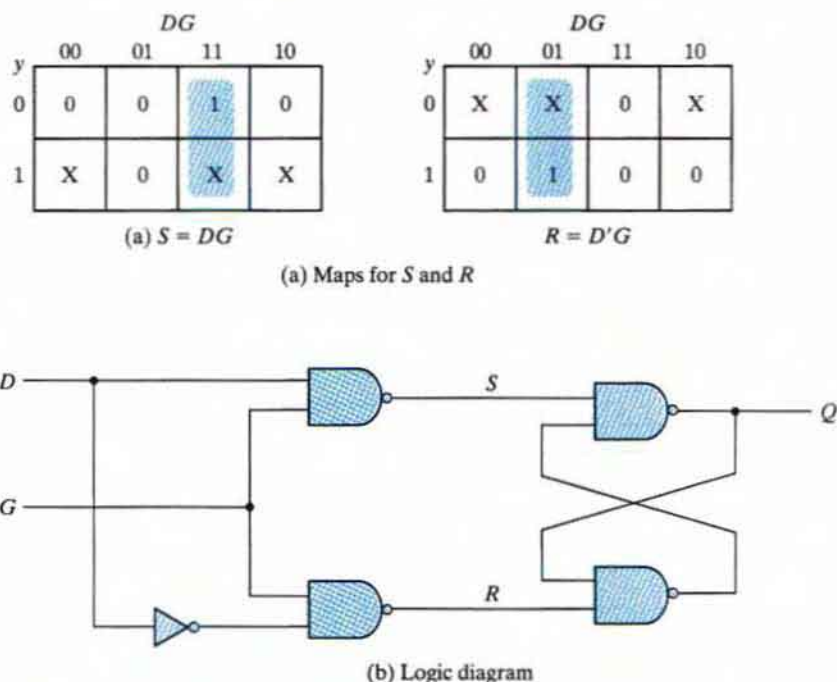 DG DG
y 00 01 11 10 y 00 01 11 10
0 0 0 1 0 0 X X 0 X
1 X 0 X X 1 0 1 0 0
(a) S = DG R = D'G
(a) Maps for S and R
D S Q
G
R
(b) Logic diagram